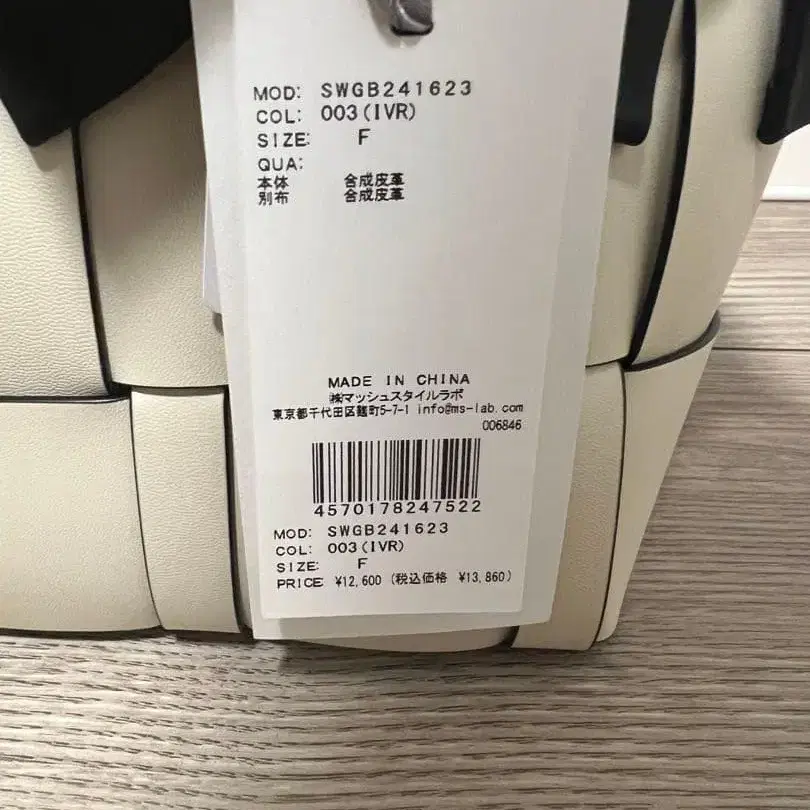 MOD: SWGB241623
COL: 003(IVR)
SIZE: F
QUA:
本体 合成皮革
別布 合成皮革
MADE IN CHINA
㈱マッシュスタイルラボ
東京都千代田区麹町5-7-1 info@ms-lab.com
006846
4570178247522
MOD: SWGB241623
COL: 003(IVR)
SIZE: F
PRICE: ¥12,600 (税込価格 ¥13,860)